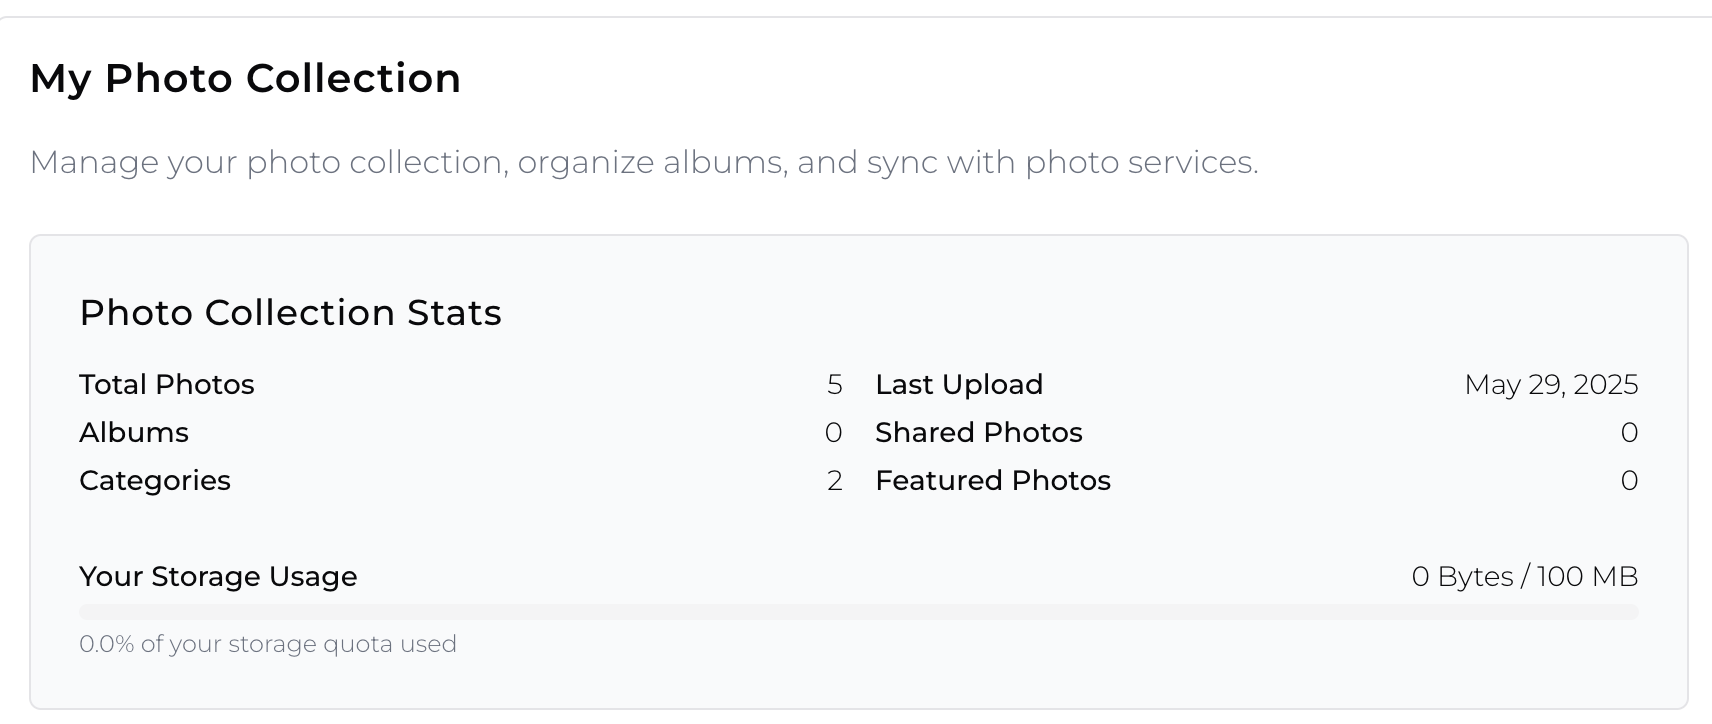 My Photo Collection
Manage your photo collection, organize albums, and sync with photo services.
Photo Collection Stats
Total Photos 5 Last Upload May 29, 2025
Albums 0 Shared Photos 0
Categories 2 Featured Photos 0
Your Storage Usage 0 Bytes / 100 MB
0.0% of your storage quota used